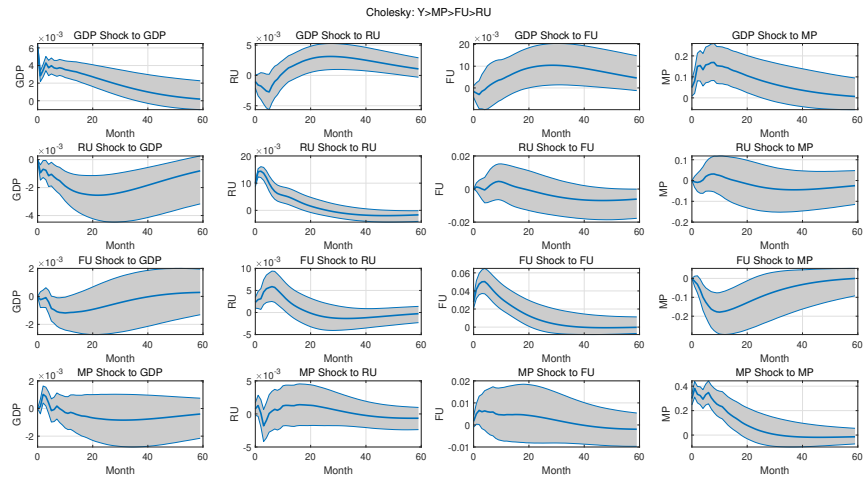 Cholesky: Y>MP>FU>RU
GDP Shock to GDP
×10⁻³
GDP
6
4
2
0
0 20 40 60
Month
GDP Shock to RU
×10⁻³
RU
5
0
-5
0 20 40 60
Month
GDP Shock to FU
×10⁻³
FU
20
10
0
0 20 40 60
Month
GDP Shock to MP
MP
0.2
0.1
0
0 20 40 60
Month
RU Shock to GDP
×10⁻³
GDP
0
-2
-4
0 20 40 60
Month
RU Shock to RU
×10⁻³
RU
20
10
0
0 20 40 60
Month
RU Shock to FU
FU
0.02
0
-0.02
0 20 40 60
Month
RU Shock to MP
MP
0.1
0
-0.1
-0.2
0 20 40 60
Month
FU Shock to GDP
×10⁻³
GDP
2
0
-2
0 20 40 60
Month
FU Shock to RU
×10⁻³
RU
10
5
0
-5
0 20 40 60
Month
FU Shock to FU
FU
0.06
0.04
0.02
0
0 20 40 60
Month
FU Shock to MP
MP
0
-0.1
-0.2
0 20 40 60
Month
MP Shock to GDP
×10⁻³
GDP
2
0
-2
0 20 40 60
Month
MP Shock to RU
×10⁻³
RU
5
0
-5
0 20 40 60
Month
MP Shock to FU
FU
0.02
0.01
0
-0.01
0 20 40 60
Month
MP Shock to MP
MP
0.4
0.2
0
0 20 40 60
Month